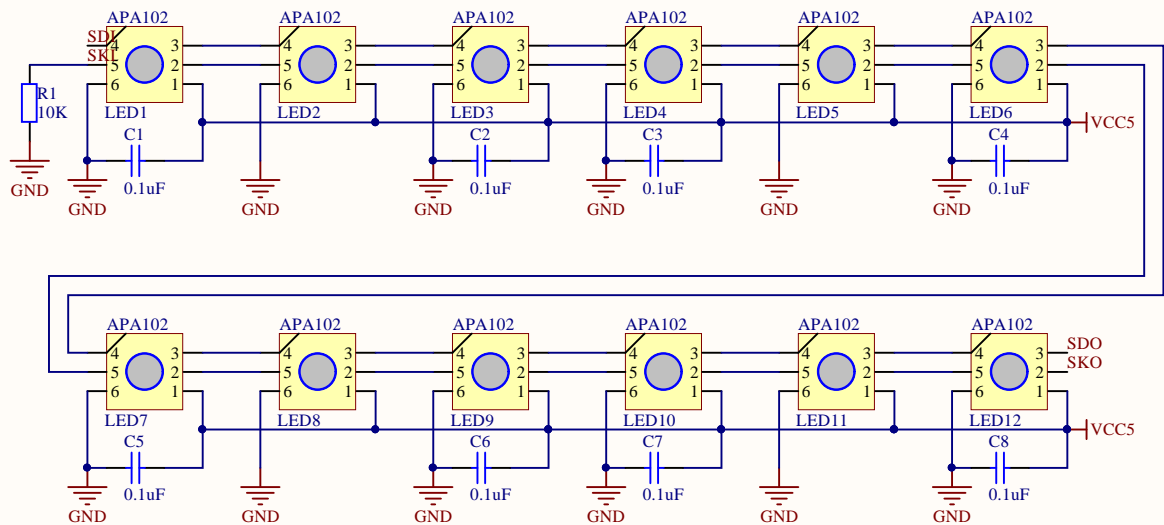 APA102 APA102 APA102 APA102 APA102 APA102
SDI 4 3 4 3 4 3 4 3 4 3 4 3
SKI 5 2 5 2 5 2 5 2 5 2 5 2
6 1 6 1 6 1 6 1 6 1 6 1
R1
10K LED1 LED2 LED3 LED4 LED5 LED6
VCC5
C1 C2 C3 C4
0.1uF 0.1uF 0.1uF 0.1uF
GND
GND GND GND GND GND GND
APA102 APA102 APA102 APA102 APA102 APA102
4 3 4 3 4 3 4 3 4 3 4 3 SDO
5 2 5 2 5 2 5 2 5 2 5 2 SKO
6 1 6 1 6 1 6 1 6 1 6 1
LED7 LED8 LED9 LED10 LED11 LED12
VCC5
C5 C6 C7 C8
0.1uF 0.1uF 0.1uF 0.1uF
GND GND GND GND GND GND